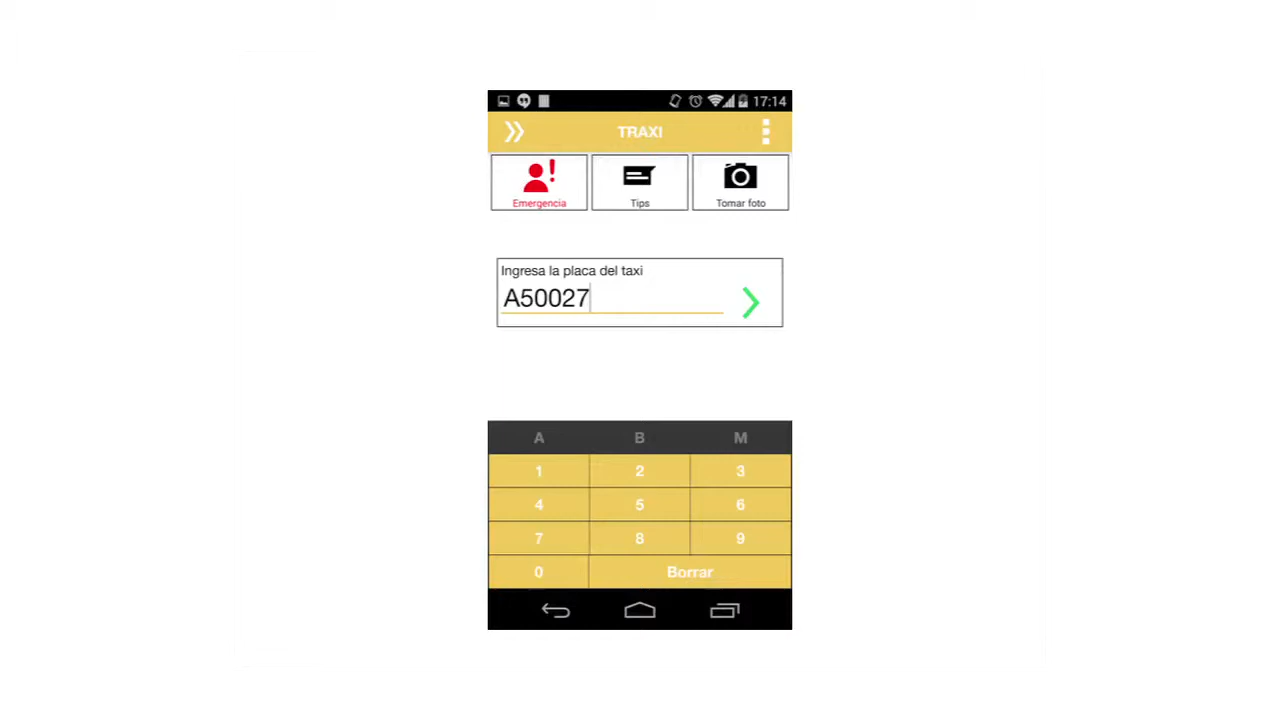 17:14
TRAXI
Emergencia
Tips
Tomar foto
Ingresa la placa del taxi
A50027
A B M
1 2 3
4 5 6
7 8 9
0 Borrar